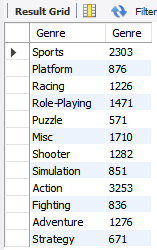 Result Grid Filter
Genre Genre
Sports 2303
Platform 876
Racing 1226
Role-Playing 1471
Puzzle 571
Misc 1710
Shooter 1282
Simulation 851
Action 3253
Fighting 836
Adventure 1276
Strategy 671